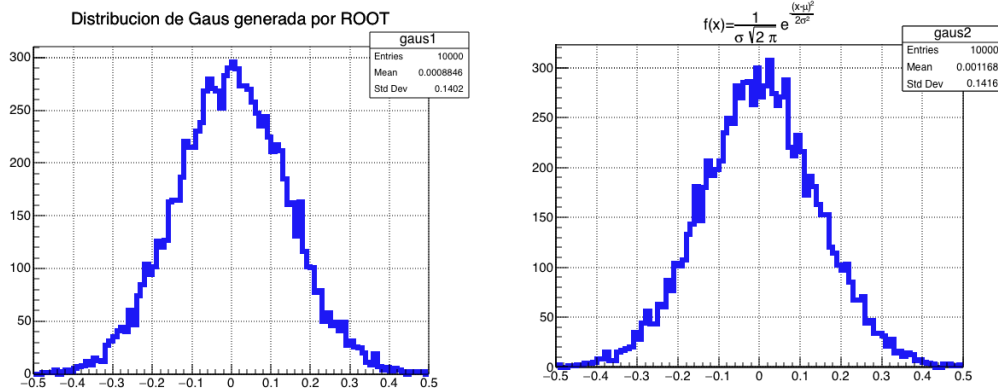 Distribucion de Gaus generada por ROOT
gaus1
Entries 10000
Mean 0.0008846
Std Dev 0.1402
300
250
200
150
100
50
0
−0.5 −0.4 −0.3 −0.2 −0.1 0 0.1 0.2 0.3 0.4 0.5
f(x)=1/(σ √2 π) e^((x-μ)²/2σ²)
gaus2
Entries 10000
Mean 0.001168
Std Dev 0.1416
300
250
200
150
100
50
0
−0.5 −0.4 −0.3 −0.2 −0.1 0 0.1 0.2 0.3 0.4 0.5